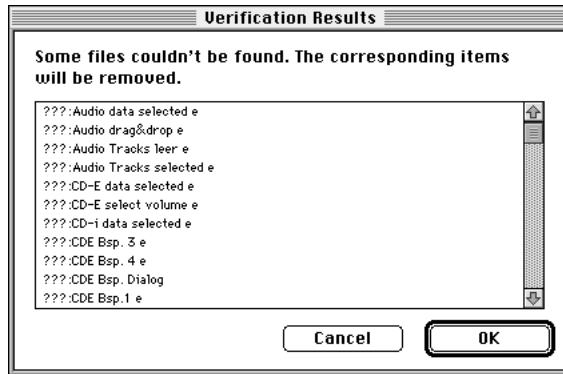 Verification Results
Some files couldn't be found. The corresponding items
will be removed.
???:Audio data selected e
???:Audio drag&drop e
???:Audio Tracks leer e
???:Audio Tracks selected e
???:CD-E data selected e
???:CD-E select volume e
???:CD-i data selected e
???:CDE Bsp. 3 e
???:CDE Bsp. 4 e
???:CDE Bsp. Dialog
???:CDE Bsp.1 e
Cancel OK